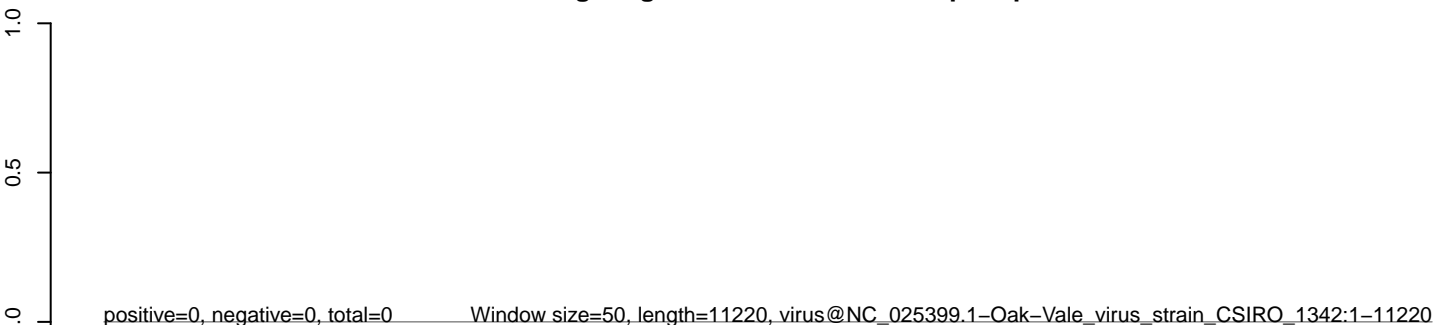 1.0
0.5
.0
positive=0, negative=0, total=0 Window size=50, length=11220, virus@NC_025399.1−Oak−Vale_virus_strain_CSIRO_1342:1−11220